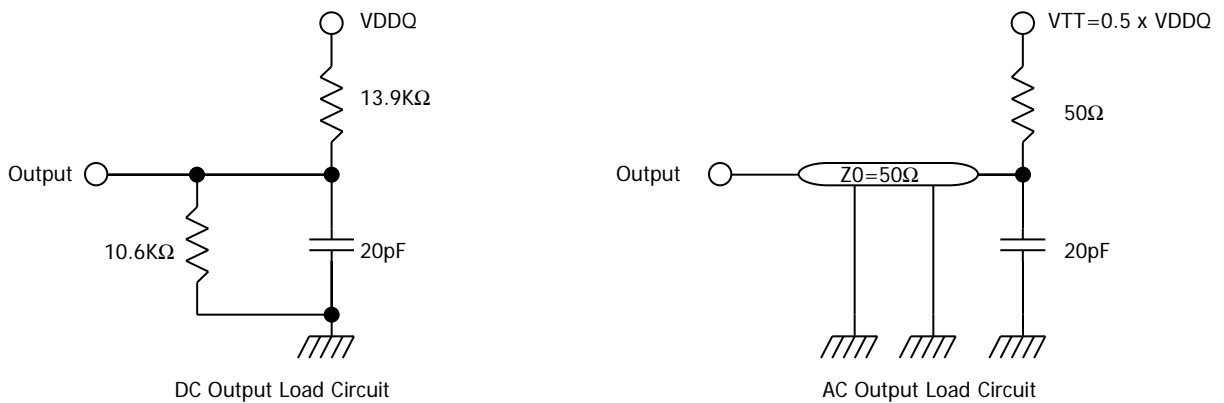 VDDQ
13.9KΩ
Output
10.6KΩ
20pF
DC Output Load Circuit
VTT=0.5 x VDDQ
50Ω
Output
Z0=50Ω
20pF
AC Output Load Circuit